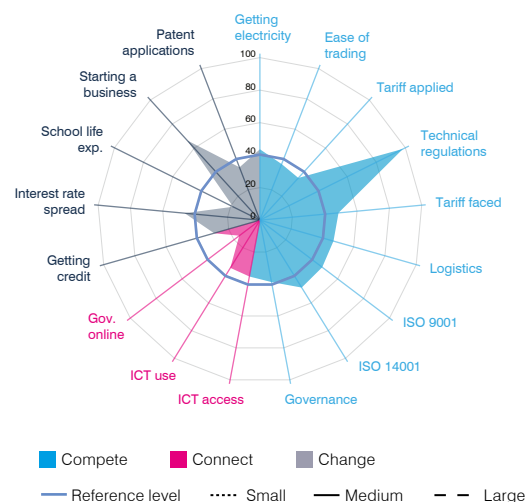 Getting
electricity
Patent
applications
Ease of
trading
Starting a
business
Tariff applied
School life
exp.
Technical
regulations
Interest rate
spread
Tariff faced
Getting
credit
Logistics
Gov.
online
ISO 9001
ICT use
ISO 14001
ICT access
Governance
100
80
60
40
20
0
Compete
Connect
Change
Reference level
Small
Medium
Large